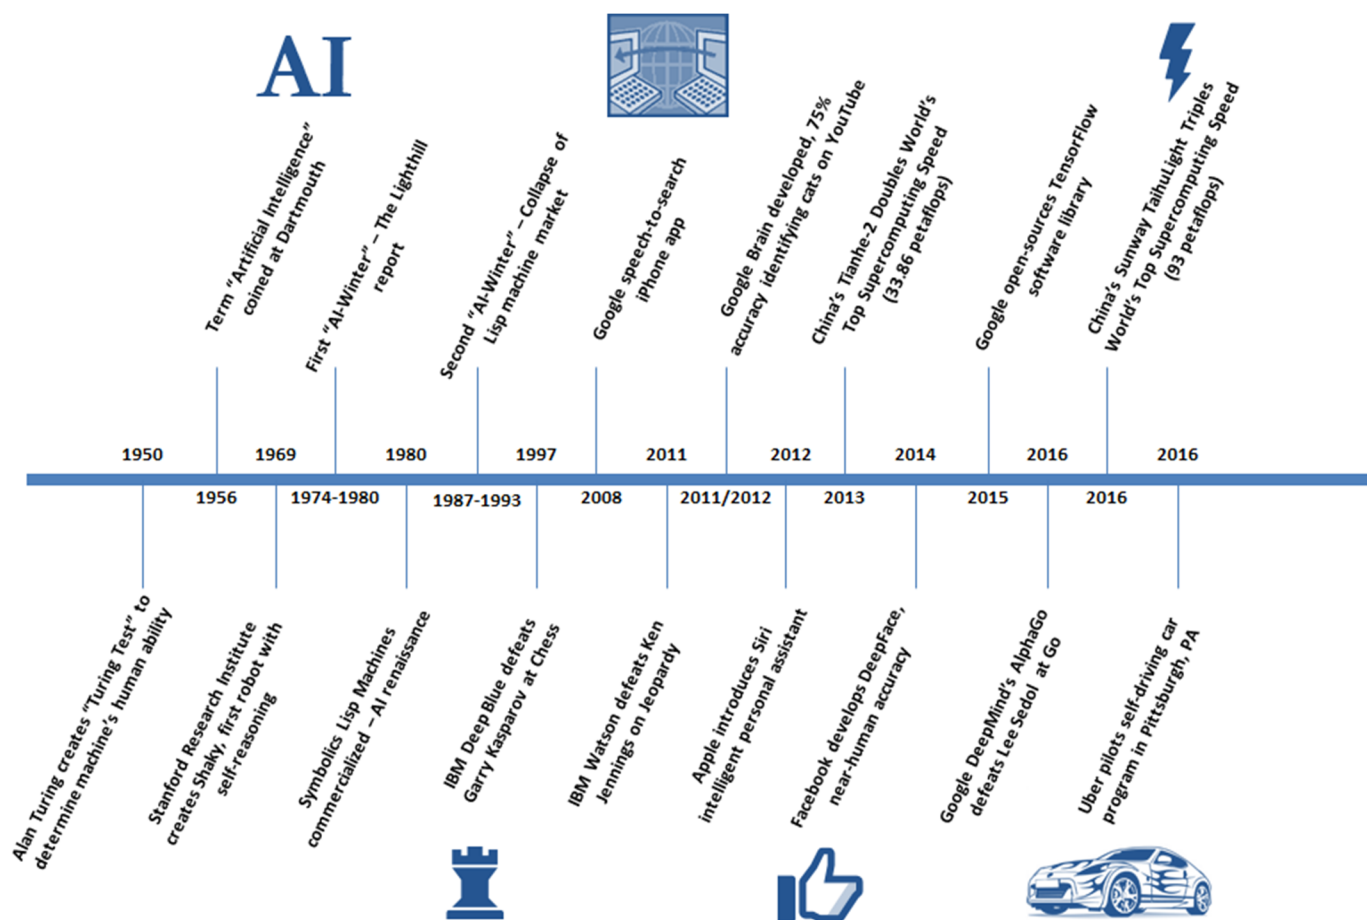 AI
Term “Artificial Intelligence”
coined at Dartmouth
First “AI-Winter” – The Lighthill
report
Second “AI-Winter” – Collapse of
Lisp machine market
Google speech-to-search
iPhone app
Google Brain developed, 75%
accuracy identifying cats on YouTube
China’s Tianhe-2 Doubles World’s
Top Supercomputing Speed
(33.86 petaflops)
Google open-sources TensorFlow
software library
China’s Sunway TaihuLight Triples
World’s Top Supercomputing Speed
(93 petaflops)
1950
1969
1980
1997
2011
2012
2014
2016
2016
1956
1974-1980
1987-1993
2008
2011/2012
2013
2015
2016
Alan Turing creates “Turing Test” to
determine machine’s human ability
Stanford Research Institute
creates Shaky, first robot with
self-reasoning
Symbolics Lisp Machines
commercialized – AI renaissance
IBM Deep Blue defeats
Garry Kasparov at Chess
IBM Watson defeats Ken
Jennings on Jeopardy
Apple introduces Siri
intelligent personal assistant
Facebook develops DeepFace,
near-human accuracy
Google DeepMind’s AlphaGo
defeats Lee Sedol at Go
Uber pilots self-driving car
program in Pittsburgh, PA